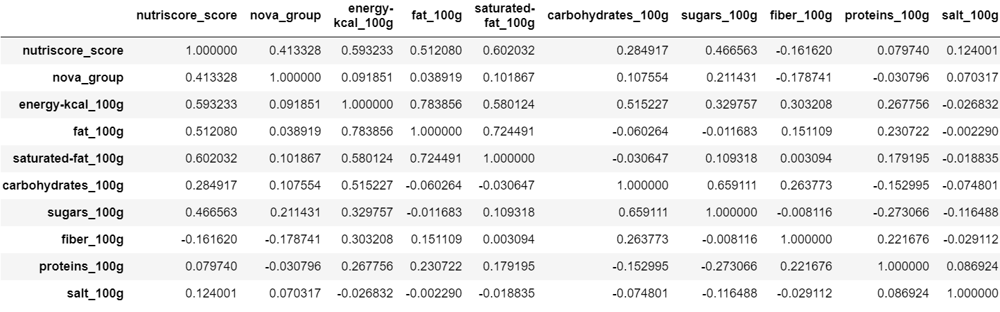 nutriscore_score nova_group energy-kcal_100g fat_100g saturated-fat_100g carbohydrates_100g sugars_100g fiber_100g proteins_100g salt_100g
nutriscore_score 1.000000 0.413328 0.593233 0.512080 0.602032 0.284917 0.466563 -0.161620 0.079740 0.124001
nova_group 0.413328 1.000000 0.091851 0.038919 0.101867 0.107554 0.211431 -0.178741 -0.030796 0.070317
energy-kcal_100g 0.593233 0.091851 1.000000 0.783856 0.580124 0.515227 0.329757 0.303208 0.267756 -0.026832
fat_100g 0.512080 0.038919 0.783856 1.000000 0.724491 -0.060264 -0.011683 0.151109 0.230722 -0.002290
saturated-fat_100g 0.602032 0.101867 0.580124 0.724491 1.000000 -0.030647 0.109318 0.003094 0.179195 -0.018835
carbohydrates_100g 0.284917 0.107554 0.515227 -0.060264 -0.030647 1.000000 0.659111 0.263773 -0.152995 -0.074801
sugars_100g 0.466563 0.211431 0.329757 -0.011683 0.109318 0.659111 1.000000 -0.008116 -0.273066 -0.116488
fiber_100g -0.161620 -0.178741 0.303208 0.151109 0.003094 0.263773 -0.008116 1.000000 0.221676 -0.029112
proteins_100g 0.079740 -0.030796 0.267756 0.230722 0.179195 -0.152995 -0.273066 0.221676 1.000000 0.086924
salt_100g 0.124001 0.070317 -0.026832 -0.002290 -0.018835 -0.074801 -0.116488 -0.029112 0.086924 1.000000